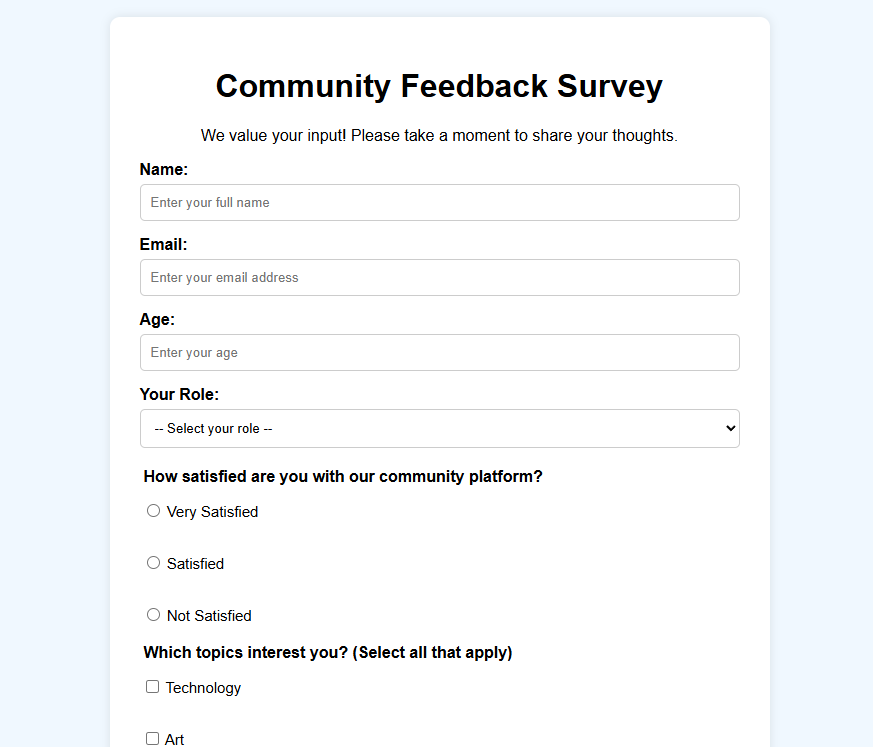 Community Feedback Survey
We value your input! Please take a moment to share your thoughts.
Name:
Enter your full name
Email:
Enter your email address
Age:
Enter your age
Your Role:
-- Select your role --
How satisfied are you with our community platform?
Very Satisfied
Satisfied
Not Satisfied
Which topics interest you? (Select all that apply)
Technology
Art